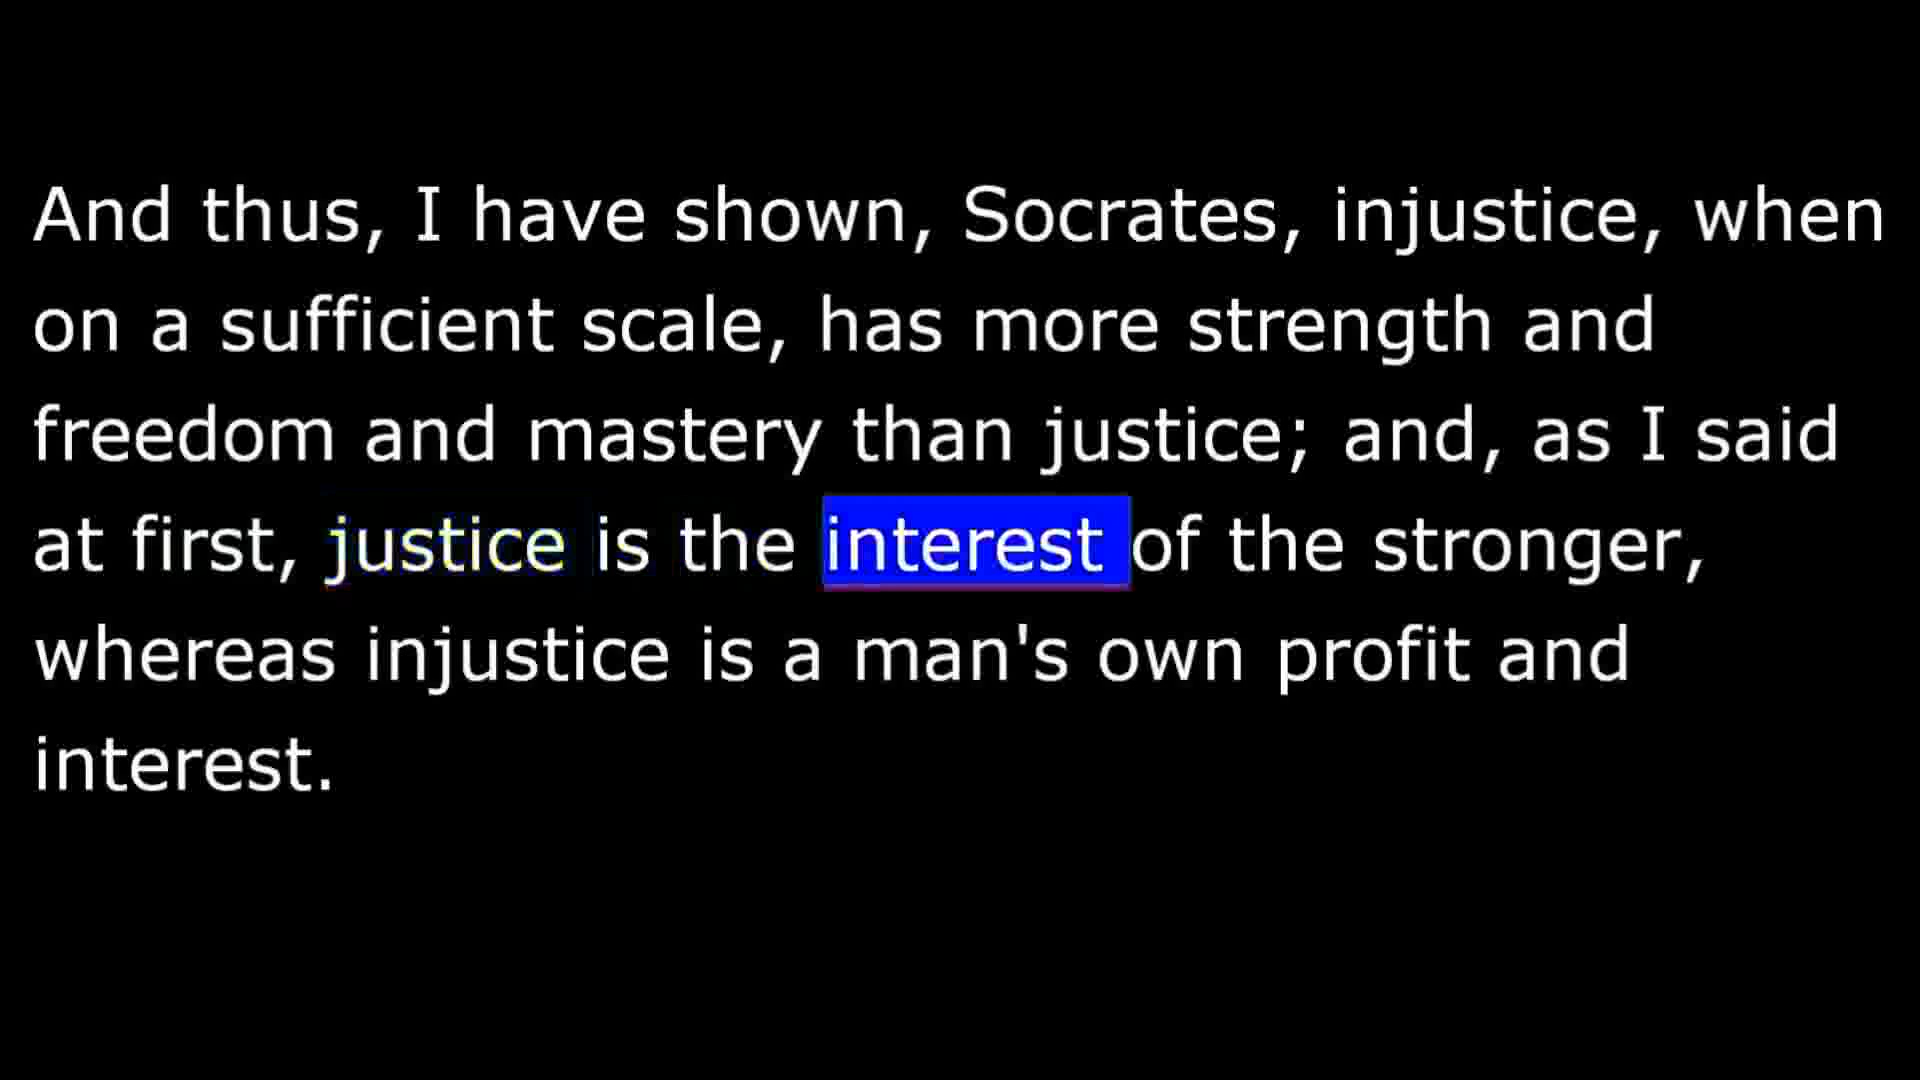 And thus, I have shown, Socrates, injustice, when
on a sufficient scale, has more strength and
freedom and mastery than justice; and, as I said
at first, justice is the interest of the stronger,
whereas injustice is a man's own profit and
interest.